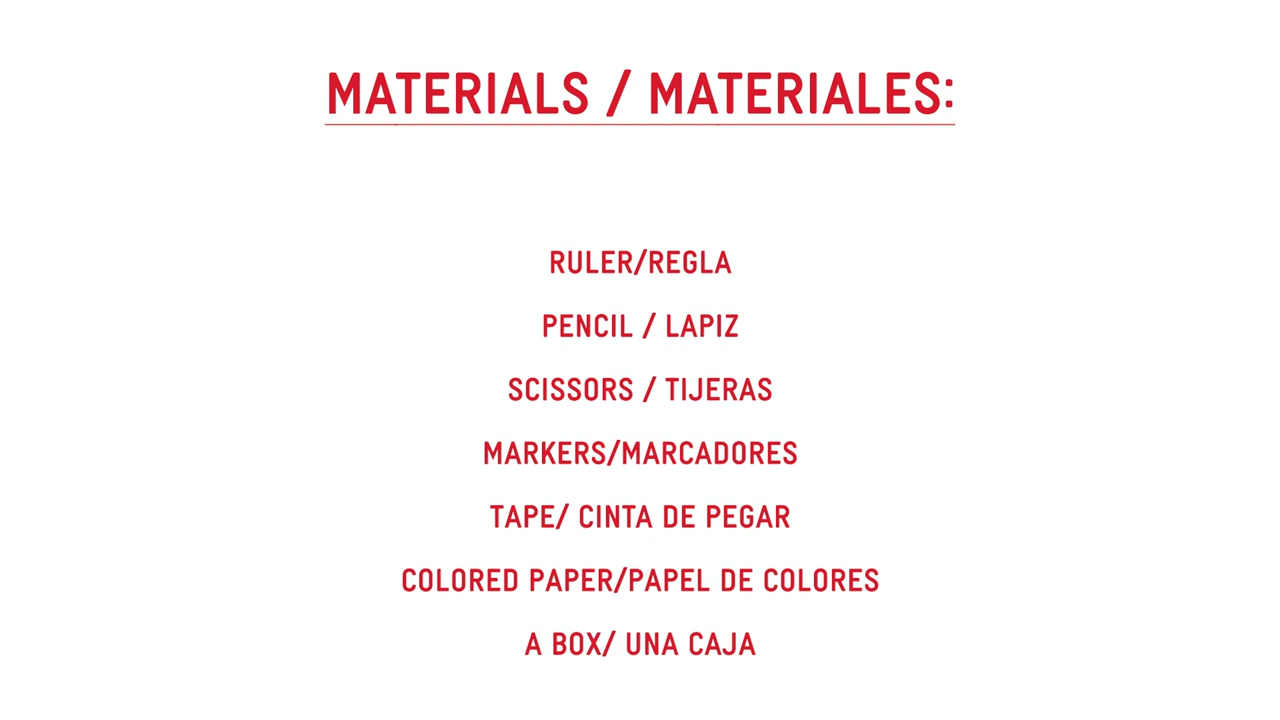 MATERIALS / MATERIALES:
RULER/REGLA
PENCIL / LAPIZ
SCISSORS / TIJERAS
MARKERS/MARCADORES
TAPE/ CINTA DE PEGAR
COLORED PAPER/PAPEL DE COLORES
A BOX/ UNA CAJA